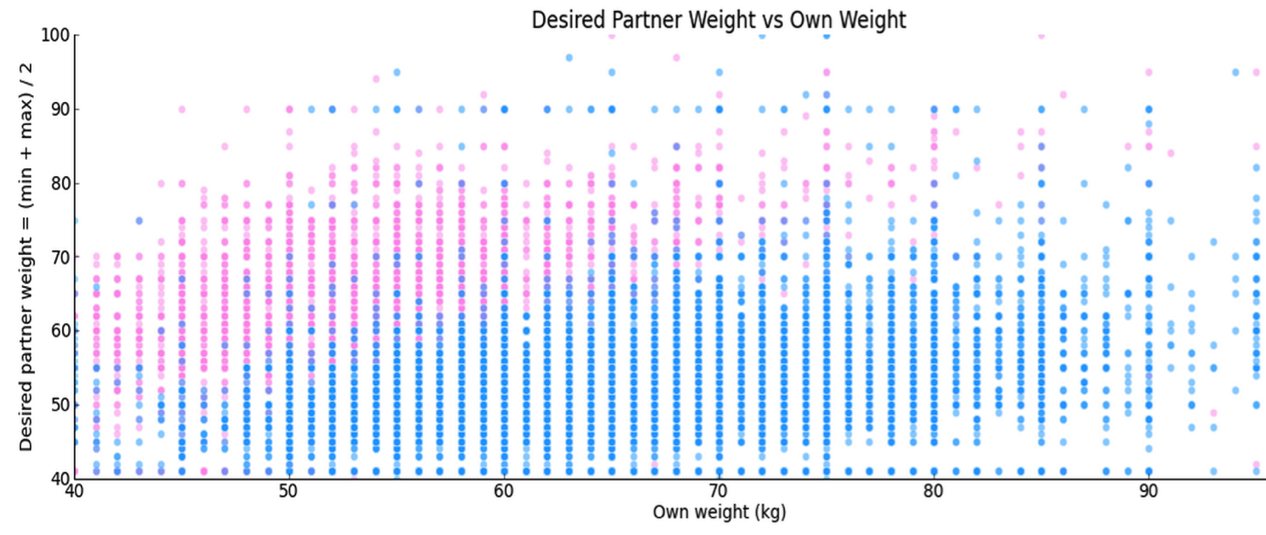 Desired Partner Weight vs Own Weight
Desired partner weight = (min + max) / 2
100
90
80
70
60
50
40
40 50 60 70 80 90
Own weight (kg)